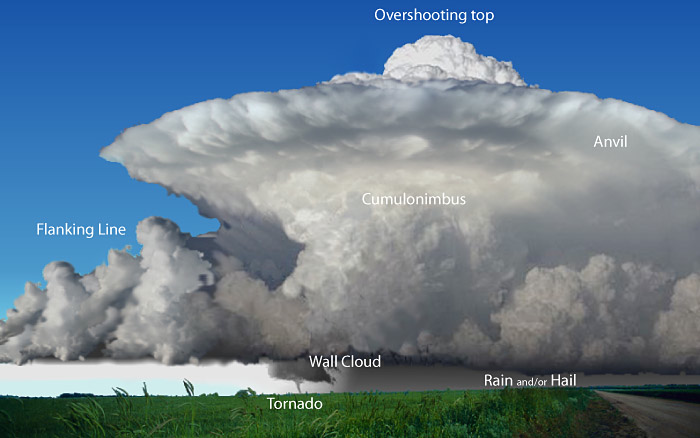 Overshooting top
Anvil
Cumulonimbus
Flanking Line
Wall Cloud
Rain and/or Hail
Tornado